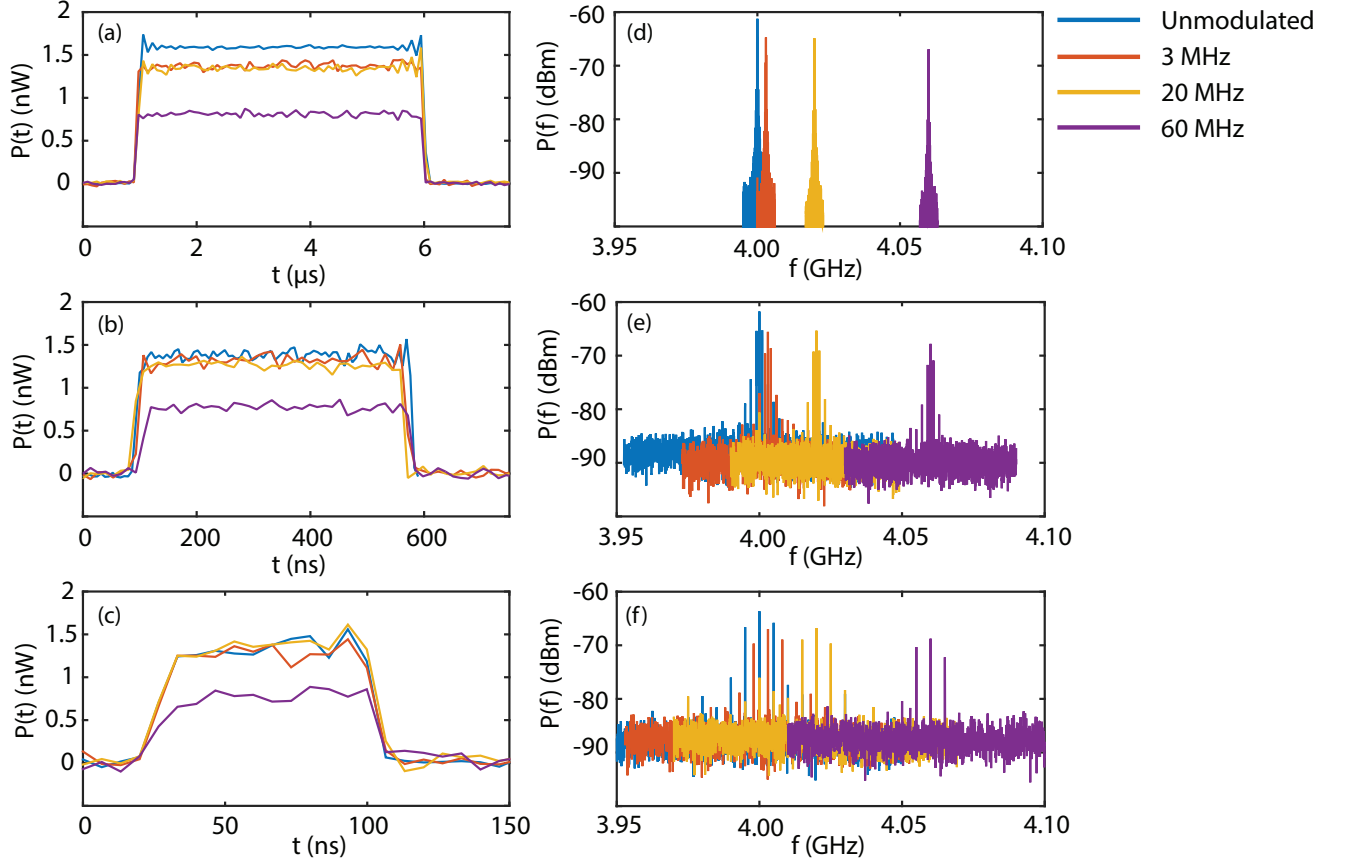 (a)
2
1.5
1
0.5
0
P(t) (nW)
0 2 4 6
t (μs)
(d)
-60
-70
-80
-90
P(f) (dBm)
3.95 4.00 4.05 4.10
f (GHz)
Unmodulated
3 MHz
20 MHz
60 MHz
(b)
2
1.5
1
0.5
0
P(t) (nW)
0 200 400 600
t (ns)
(e)
-60
-70
-80
-90
P(f) (dBm)
3.95 4.00 4.05 4.10
f (GHz)
(c)
2
1.5
1
0.5
0
P(t) (nW)
0 50 100 150
t (ns)
(f)
-60
-70
-80
-90
P(f) (dBm)
3.95 4.00 4.05 4.10
f (GHz)